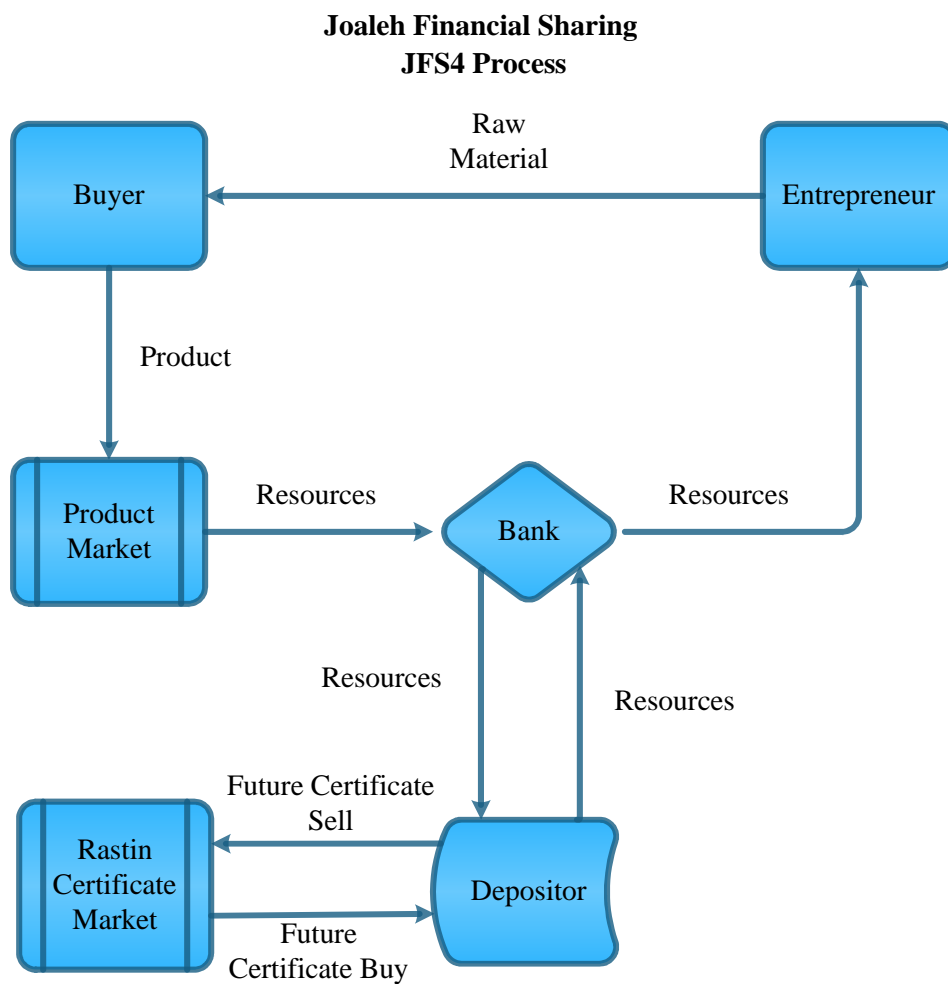 Joaleh Financial Sharing
JFS4 Process
Raw
Material
Buyer
Entrepreneur
Product
Product
Market
Resources
Bank
Resources
Resources
Resources
Future Certificate
Sell
Rastin
Certificate
Market
Depositor
Future
Certificate Buy